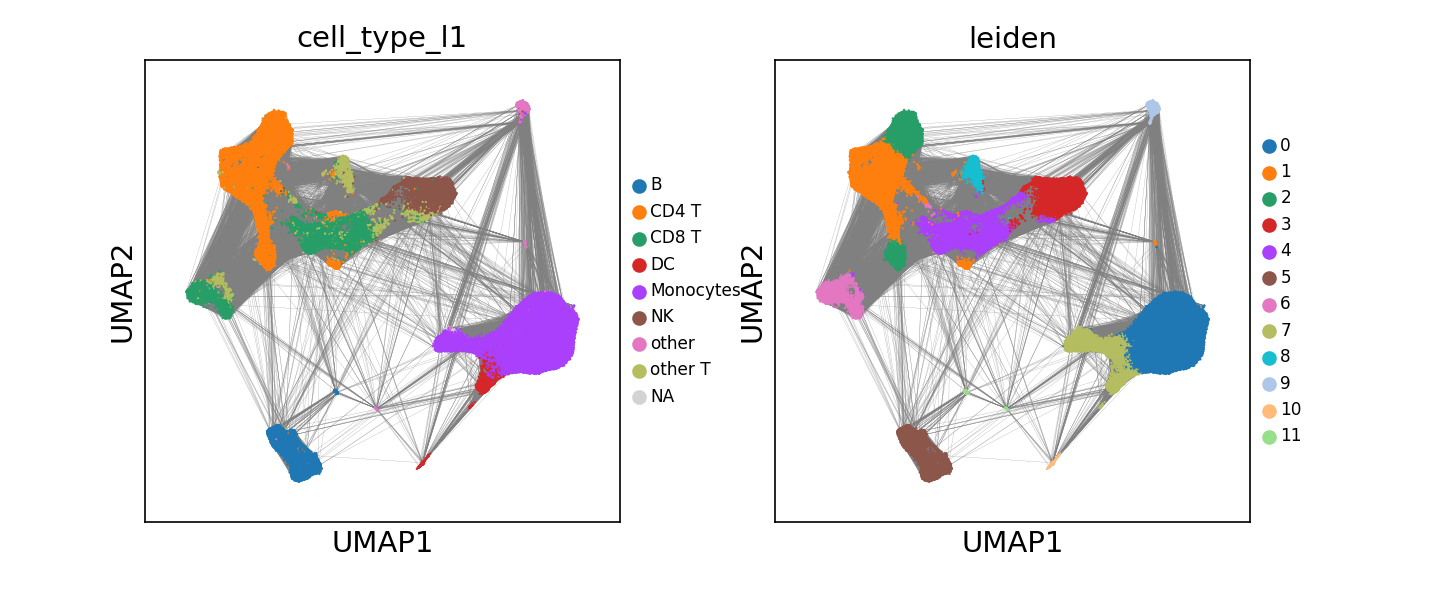 cell_type_l1
UMAP2
UMAP1
B
CD4 T
CD8 T
DC
Monocytes
NK
other
other T
NA
leiden
UMAP2
UMAP1
0
1
2
3
4
5
6
7
8
9
10
11